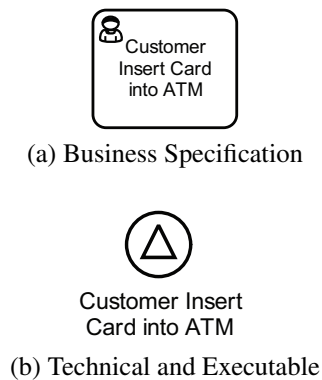 Customer
Insert Card
into ATM
(a) Business Specification
Customer Insert
Card into ATM
(b) Technical and Executable